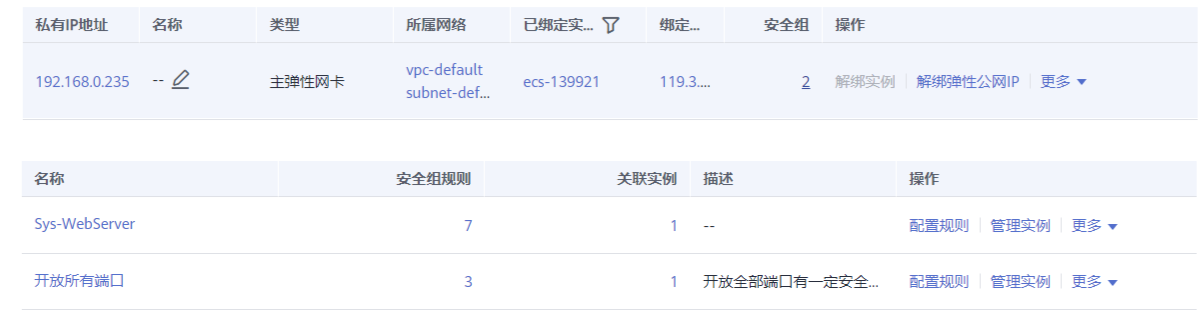 私有IP地址 名称 类型 所属网络 已绑定实... 绑定... 安全组 操作
192.168.0.235 -- 主弹性网卡 vpc-default ecs-139921 119.3.... 2 解绑实例 解绑弹性公网IP 更多
subnet-def...
名称 安全组规则 关联实例 描述 操作
Sys-WebServer 7 1 -- 配置规则 管理实例 更多
开放所有端口 3 1 开放全部端口有一定安全... 配置规则 管理实例 更多